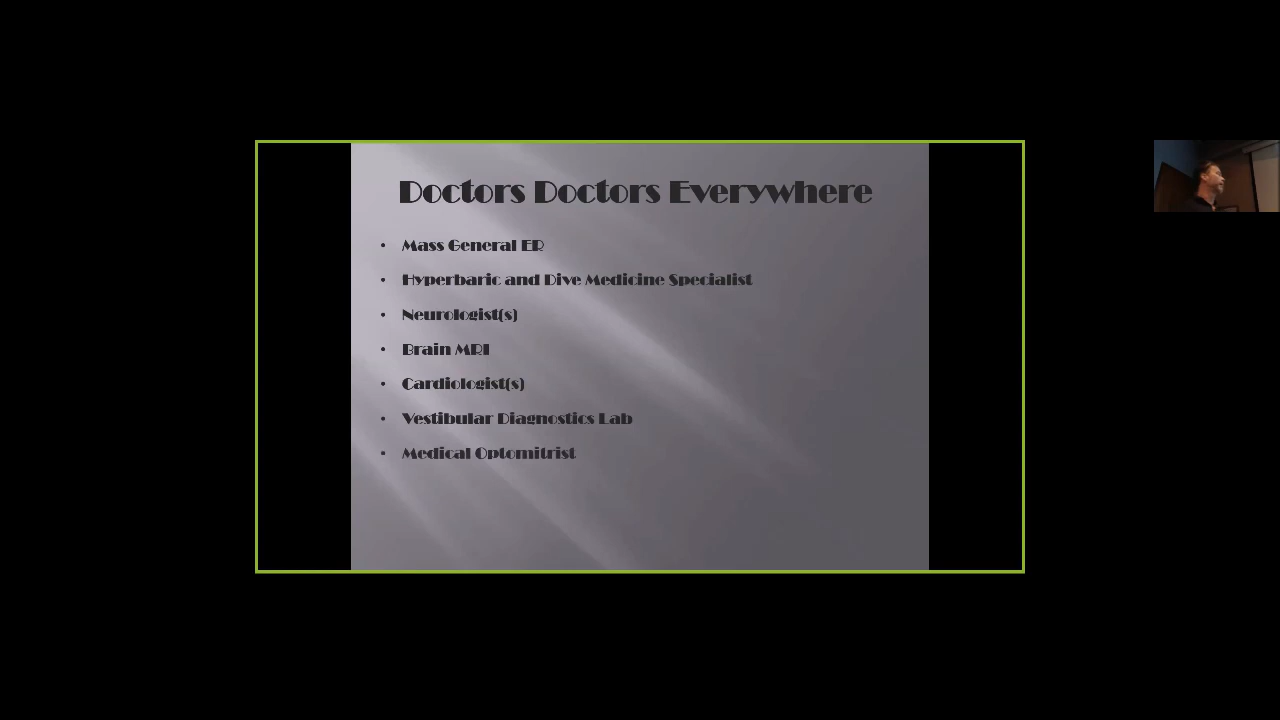 Doctors Doctors Everywhere
• Mass General ER
• Hyperbaric and Dive Medicine Specialist
• Neurologist(s)
• Brain MRI
• Cardiologist(s)
• Vestibular Diagnostics Lab
• Medical Optomitrist